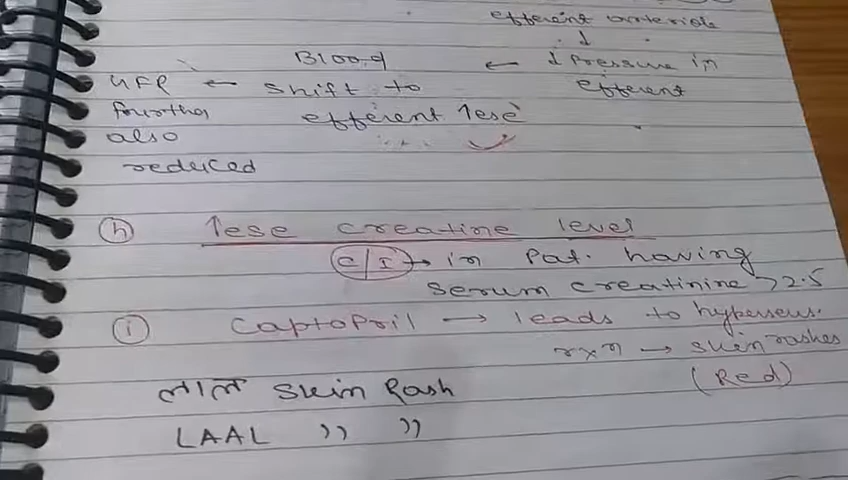 efferent arteriole
↓
Blood ← ↓ pressure in
GFR ← shift to efferent
fourther efferent ↑ese
also
reduced
(h) ↑ese creatine level
C/I → in Pat. having
serum creatinine > 2.5
(i) Captopril → leads to hypersens.
rxn → skin rashes
(Red)
लाल skin Rash
LAAL ,, ,,